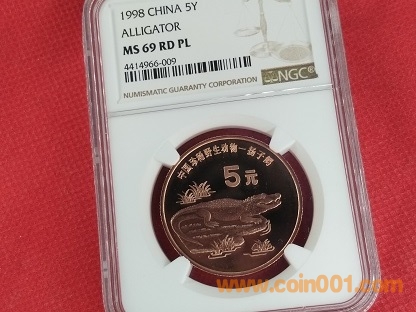 1998 CHINA 5Y
ALLIGATOR
MS 69 RD PL
4414966-009
NGC®
NUMISMATIC GUARANTY CORPORATION
中国珍稀野生动物—扬子鳄
5元
www.coin001.com